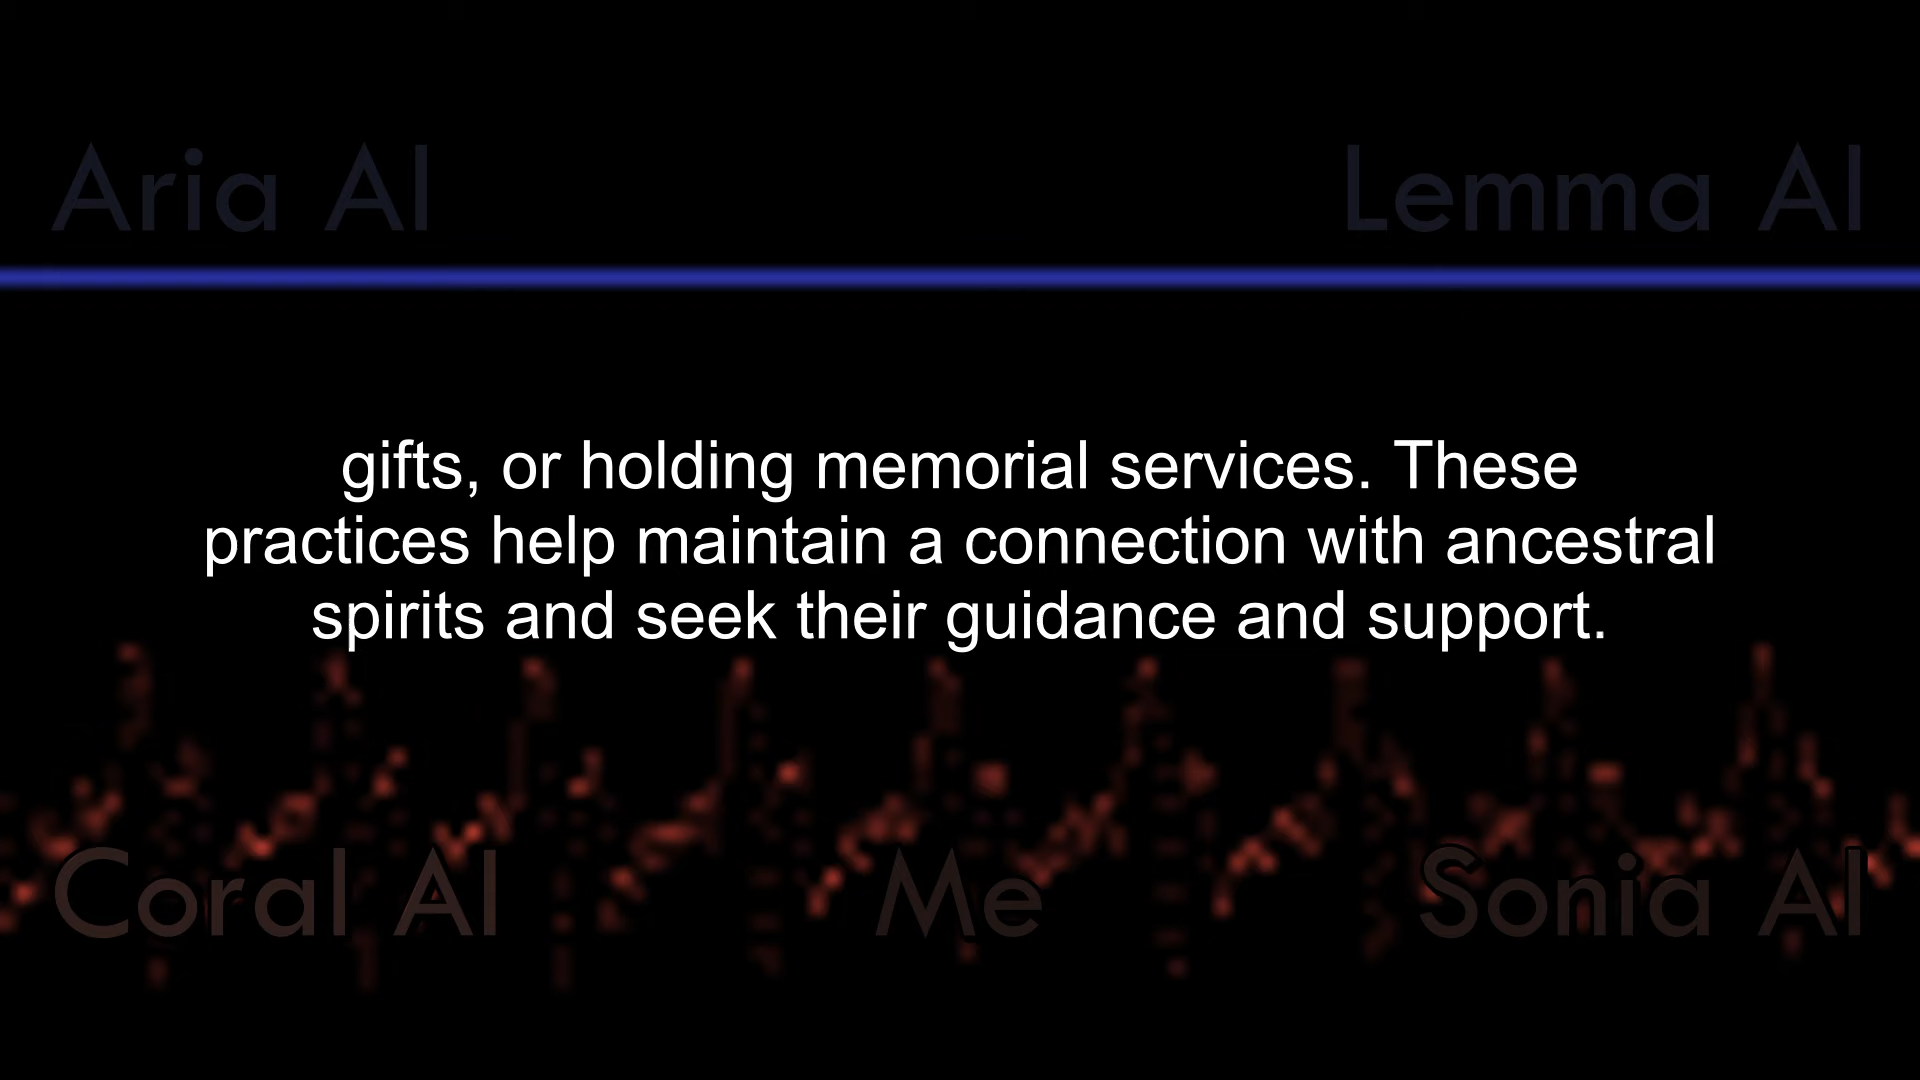 Aria AI
Lemma AI
gifts, or holding memorial services. These
practices help maintain a connection with ancestral
spirits and seek their guidance and support.
Coral AI
Me
Sonia AI